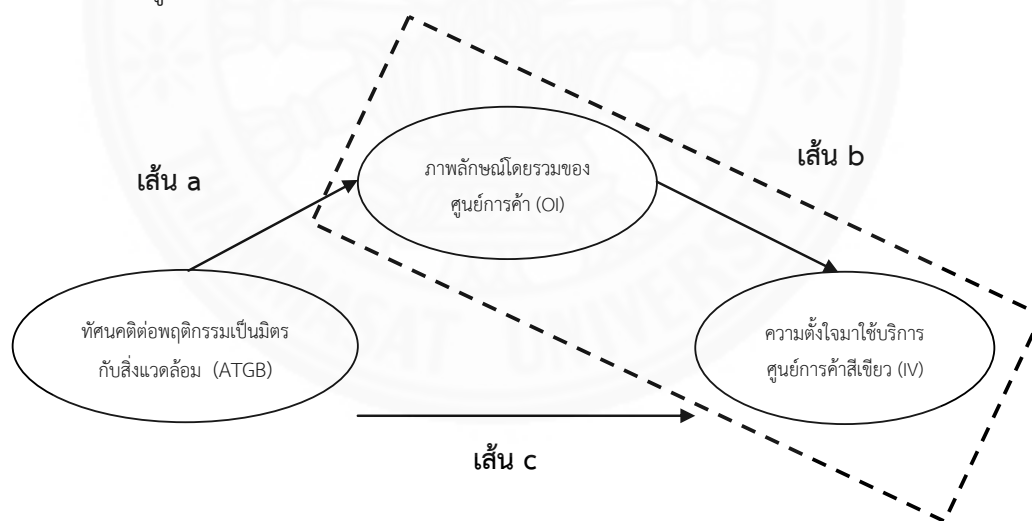 เส้น b
เส้น a
ภาพลักษณ์โดยรวมของ
ศูนย์การค้า (OI)
ทัศนคติต่อพฤติกรรมเป็นมิตร
กับสิ่งแวดล้อม (ATGB)
ความตั้งใจมาใช้บริการ
ศูนย์การค้าสีเขียว (IV)
เส้น c